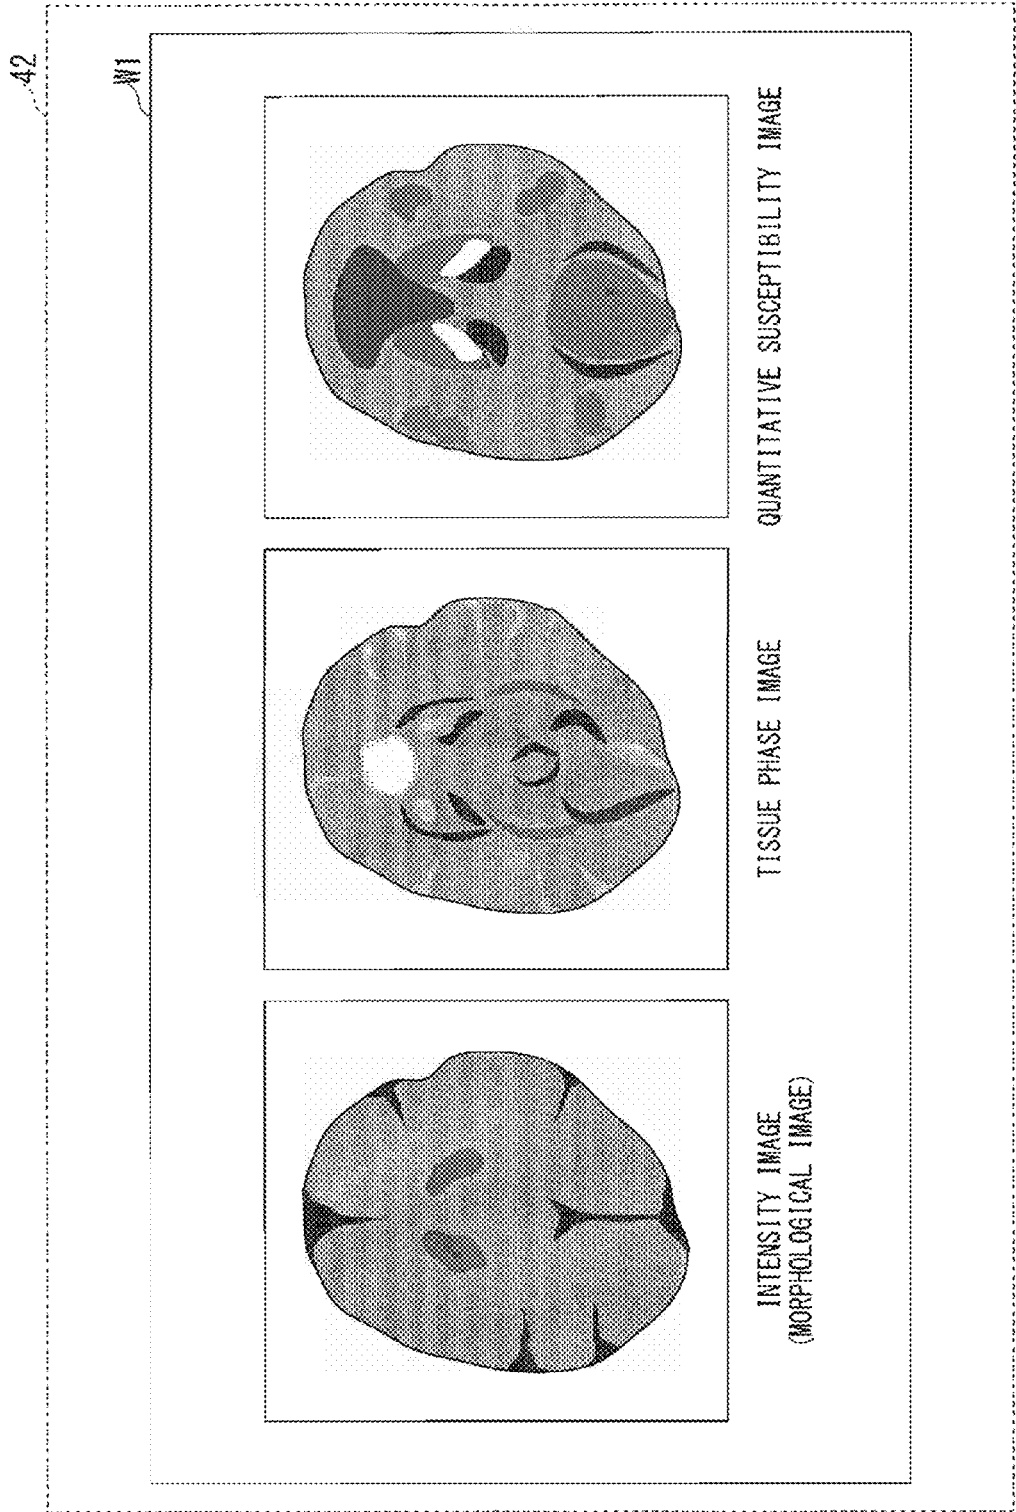 42
W1
INTENSITY IMAGE
(MORPHOLOGICAL IMAGE)
TISSUE PHASE IMAGE
QUANTITATIVE SUSCEPTIBILITY IMAGE